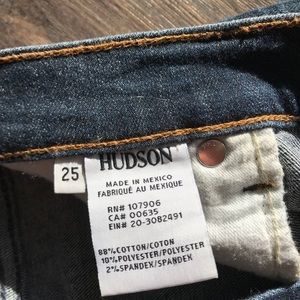 HUDSON
25
MADE IN MEXICO
FABRIQUÉ AU MEXIQUE
RN# 107906
CA# 00635
EIN# 20-3082491
88%COTTON/COTON
10%POLYESTER/POLYESTER
2%SPANDEX/SPANDEX